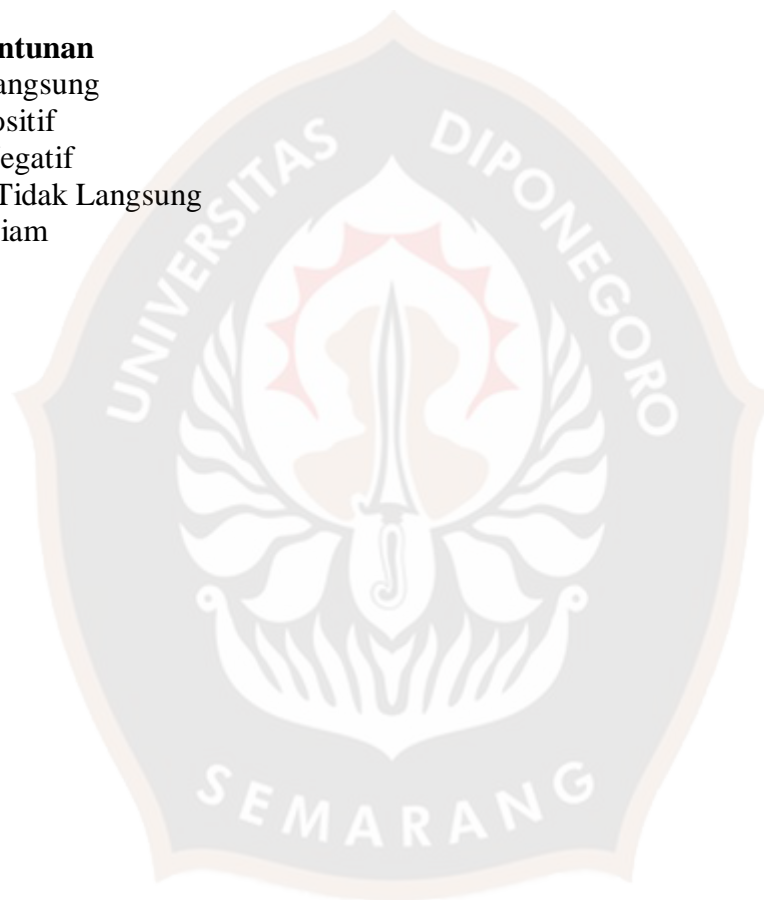 ntunan
angsung
ositif
egatif
Tidak Langsung
iam
UNIVERSITAS DIPONEGORO
SEMARANG